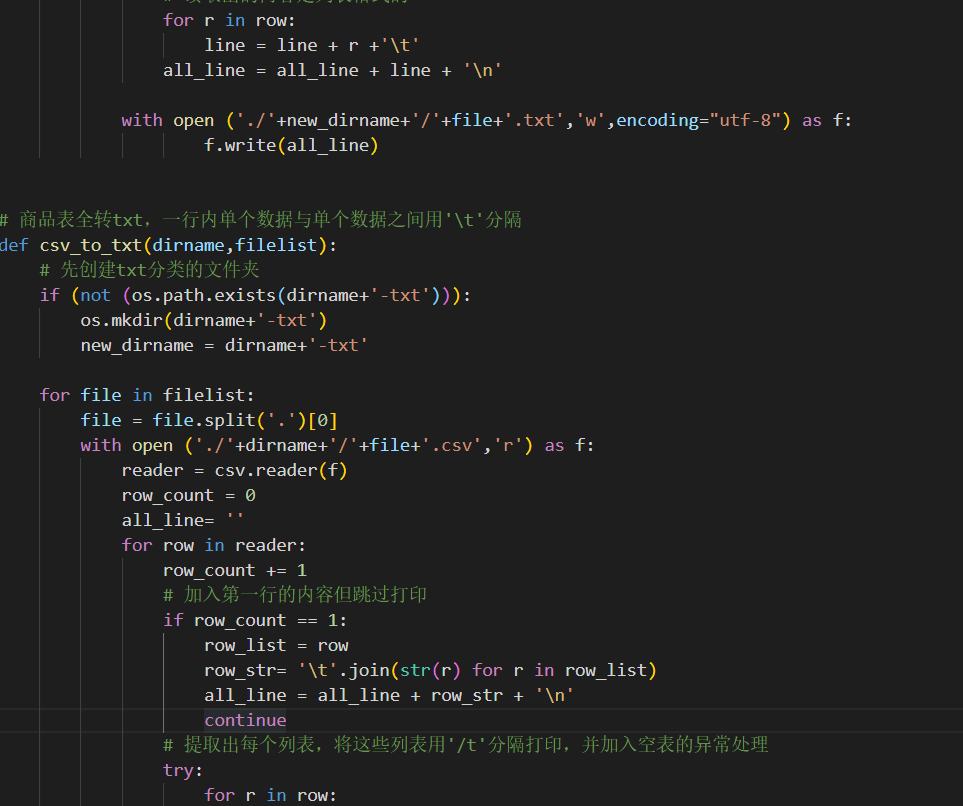 for r in row:
line = line + r +'\t'
all_line = all_line + line + '\n'
with open ('./'+new_dirname+'/'+file+'.txt','w',encoding="utf-8") as f:
f.write(all_line)
# 商品表全转txt，一行内单个数据与单个数据之间用'\t'分隔
def csv_to_txt(dirname,filelist):
# 先创建txt分类的文件夹
if (not (os.path.exists(dirname+'-txt'))):
os.mkdir(dirname+'-txt')
new_dirname = dirname+'-txt'
for file in filelist:
file = file.split('.')[0]
with open ('./'+dirname+'/'+file+'.csv','r') as f:
reader = csv.reader(f)
row_count = 0
all_line= ''
for row in reader:
row_count += 1
# 加入第一行的内容但跳过打印
if row_count == 1:
row_list = row
row_str= '\t'.join(str(r) for r in row_list)
all_line = all_line + row_str + '\n'
continue
# 提取出每个列表，将这些列表用'/t'分隔打印，并加入空表的异常处理
try:
for r in row: